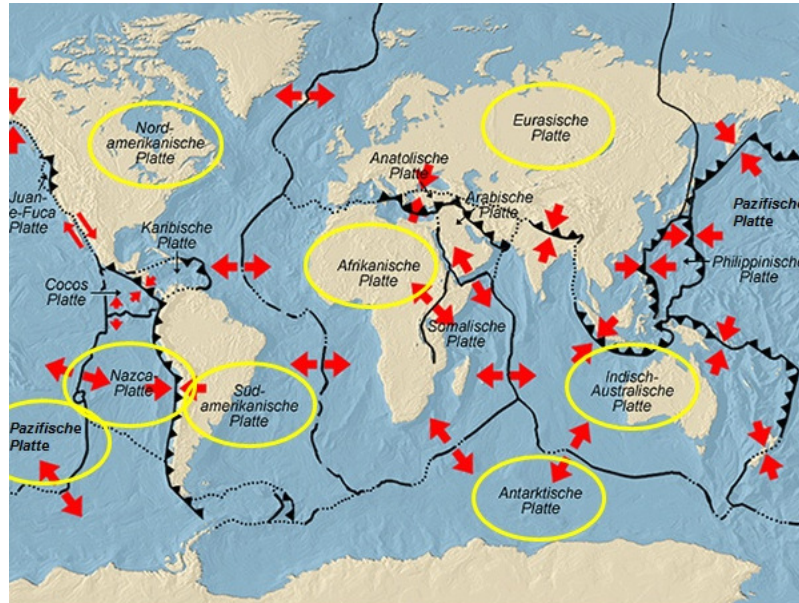 Nord-
amerikanische
Platte
Eurasische
Platte
Anatolische
Platte
Arabische
Platte
Juan-
e-Fuca
Platte
Karibische
Platte
Pazifische
Platte
Cocos
Platte
Afrikanische
Platte
Philippinische
Platte
Somalische
Platte
Nazca-
Platte
Süd-
amerikanische
Platte
Indisch-
Australische
Platte
Pazifische
Platte
Antarktische
Platte